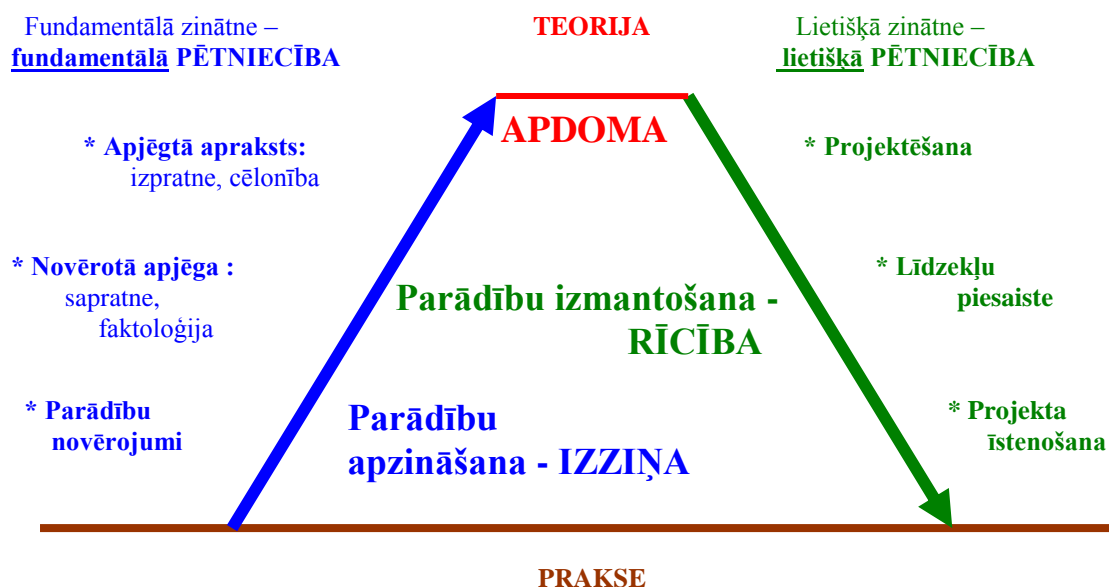 Fundamentālā zinātne –
fundamentālā PĒTNIECĪBA
TEORIJA
Lietišķā zinātne –
lietišķā PĒTNIECĪBA
APDOMA
* Apjēgtā apraksts:
izpratne, cēlonība
* Novērotā apjēga :
sapratne,
faktoloģija
* Parādību
novērojumi
Parādību izmantošana -
RĪCĪBA
Parādību
apzināšana - IZZIŅA
* Projektēšana
* Līdzekļu
piesaiste
* Projekta
īstenošana
PRAKSE